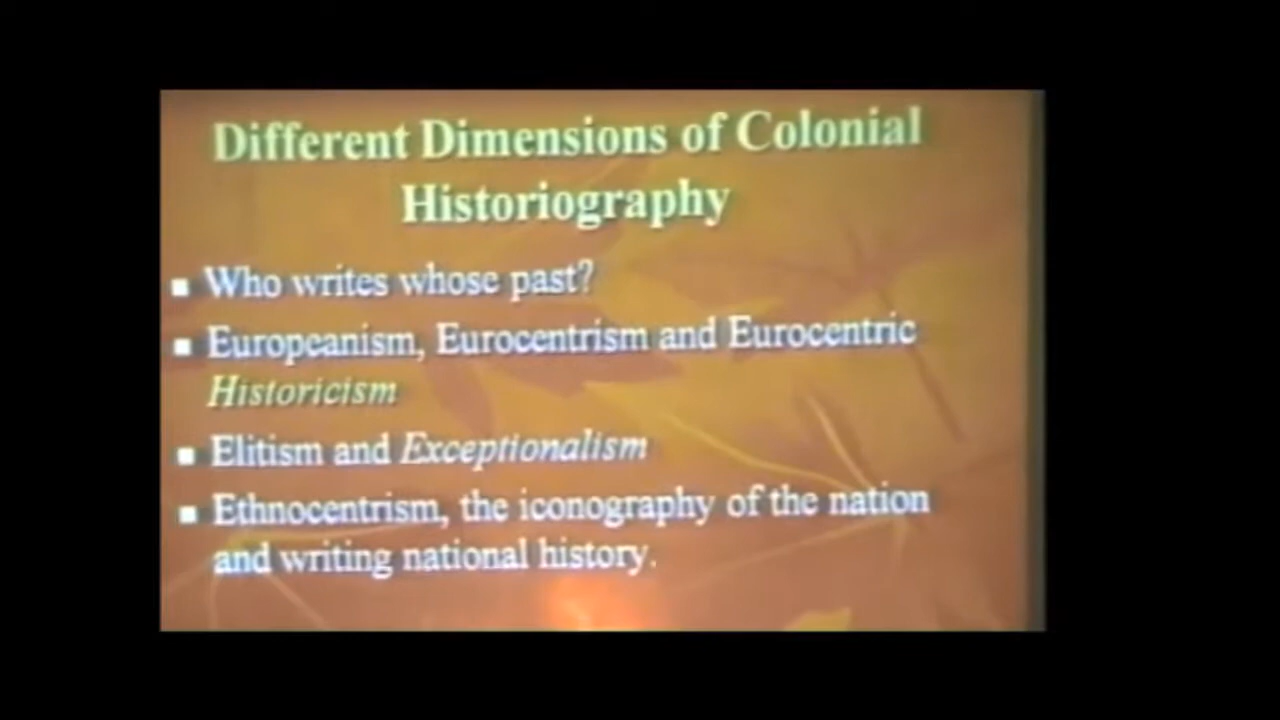 Different Dimensions of Colonial
Historiography
Who writes whose past?
Europeanism, Eurocentrism and Eurocentric
Historicism
Elitism and Exceptionalism
Ethnocentrism, the iconography of the nation
and writing national history.